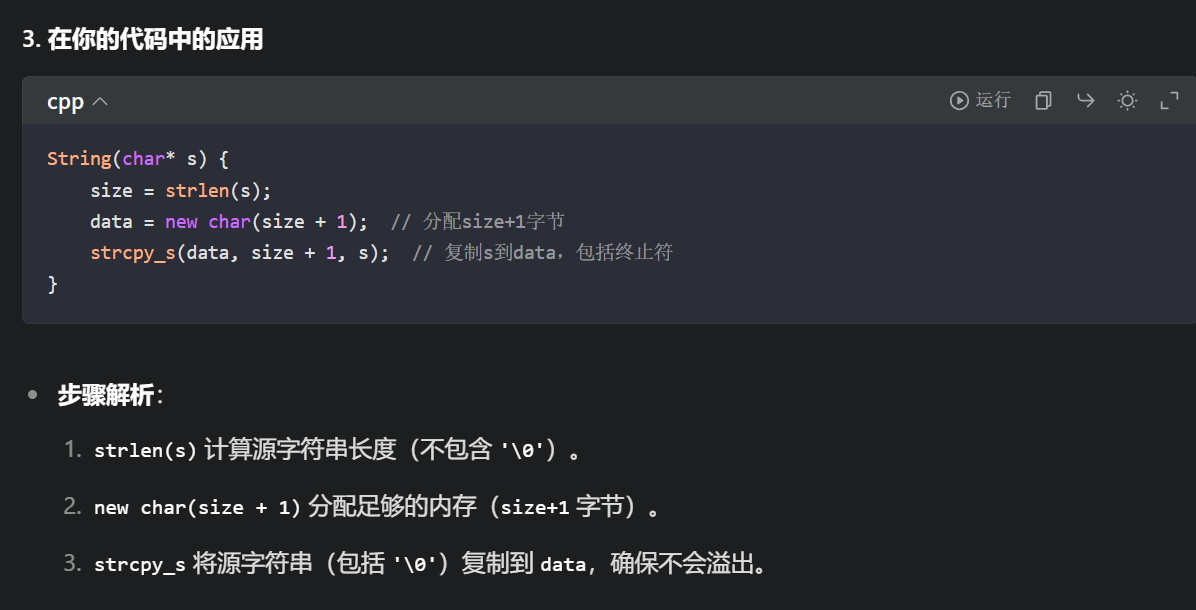 3. 在你的代码中的应用
cpp 运行
String(char* s) {
    size = strlen(s);
    data = new char(size + 1);  // 分配size+1字节
    strcpy_s(data, size + 1, s);  // 复制s到data，包括终止符
}
步骤解析：
1. strlen(s) 计算源字符串长度（不包含 '\0'）。
2. new char(size + 1) 分配足够的内存（size+1 字节）。
3. strcpy_s 将源字符串（包括 '\0'）复制到 data，确保不会溢出。